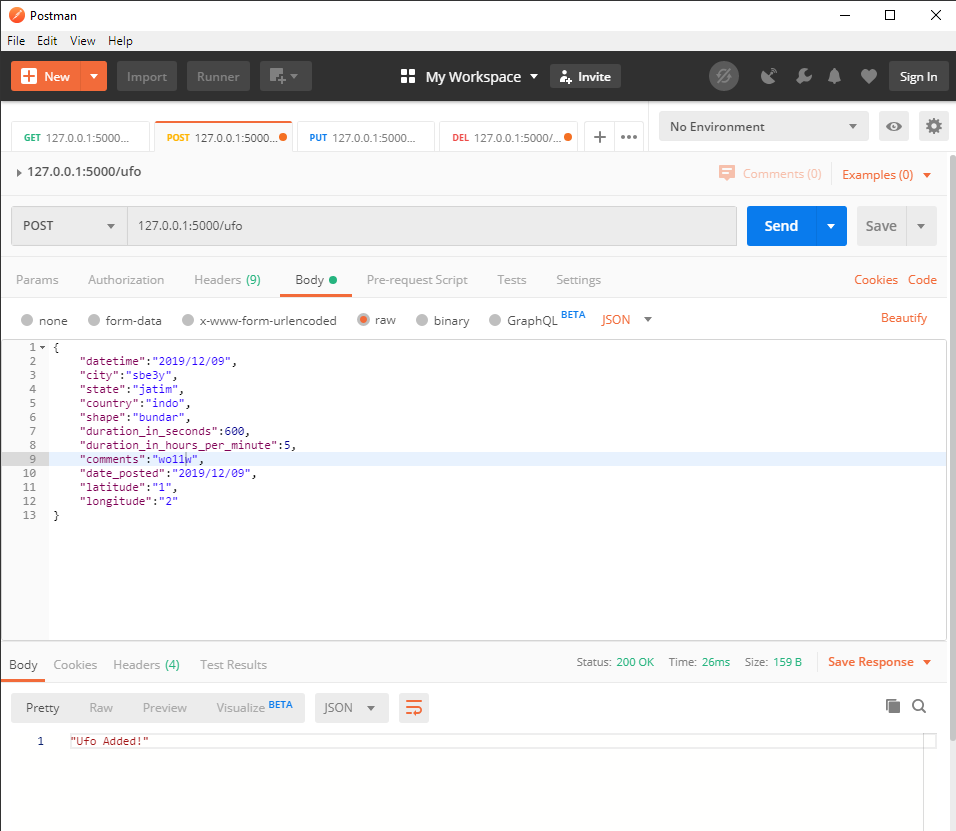 Postman
File Edit View Help
New Import Runner My Workspace Invite Sign In
GET 127.0.0.1:5000... POST 127.0.0.1:5000... PUT 127.0.0.1:5000... DEL 127.0.0.1:5000/... + ••• No Environment
127.0.0.1:5000/ufo Comments (0) Examples (0)
POST 127.0.0.1:5000/ufo Send Save
Params Authorization Headers (9) Body Pre-request Script Tests Settings Cookies Code
none form-data x-www-form-urlencoded raw binary GraphQL BETA JSON Beautify
1 {
2 "datetime":"2019/12/09",
3 "city":"sbe3y",
4 "state":"jatim",
5 "country":"indo",
6 "shape":"bundar",
7 "duration_in_seconds":600,
8 "duration_in_hours_per_minute":5,
9 "comments":"wo11w",
10 "date_posted":"2019/12/09",
11 "latitude":"1",
12 "longitude":"2"
13 }
Body Cookies Headers (4) Test Results Status: 200 OK Time: 26ms Size: 159 B Save Response
Pretty Raw Preview Visualize BETA JSON
1 "Ufo Added!"